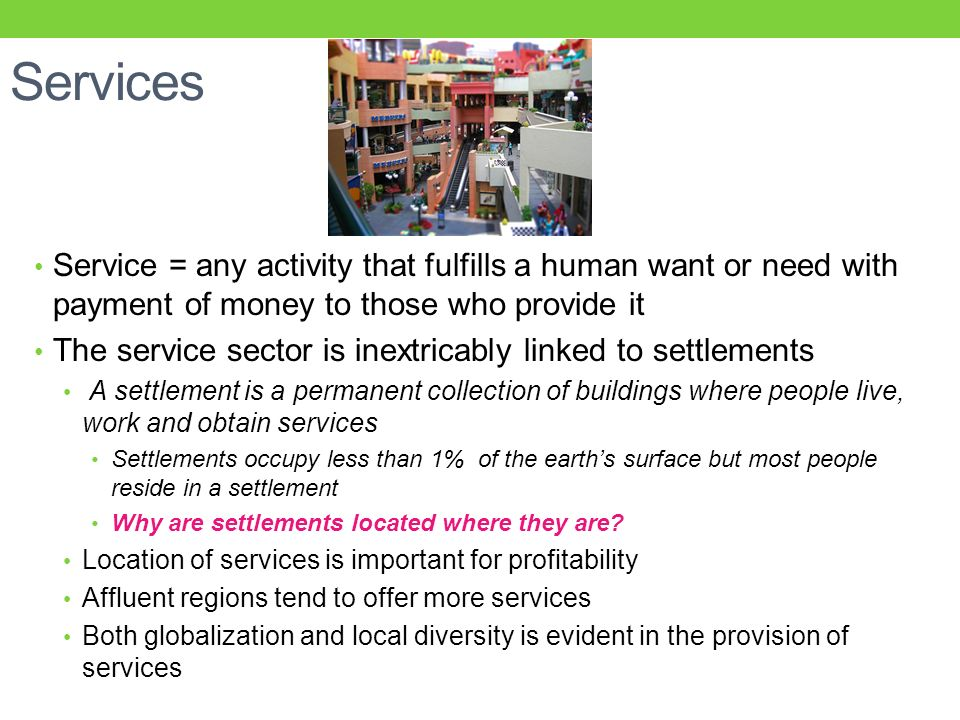 Services
• Service = any activity that fulfills a human want or need with
payment of money to those who provide it
• The service sector is inextricably linked to settlements
• A settlement is a permanent collection of buildings where people live,
work and obtain services
• Settlements occupy less than 1% of the earth’s surface but most people
reside in a settlement
• Why are settlements located where they are?
• Location of services is important for profitability
• Affluent regions tend to offer more services
• Both globalization and local diversity is evident in the provision of
services